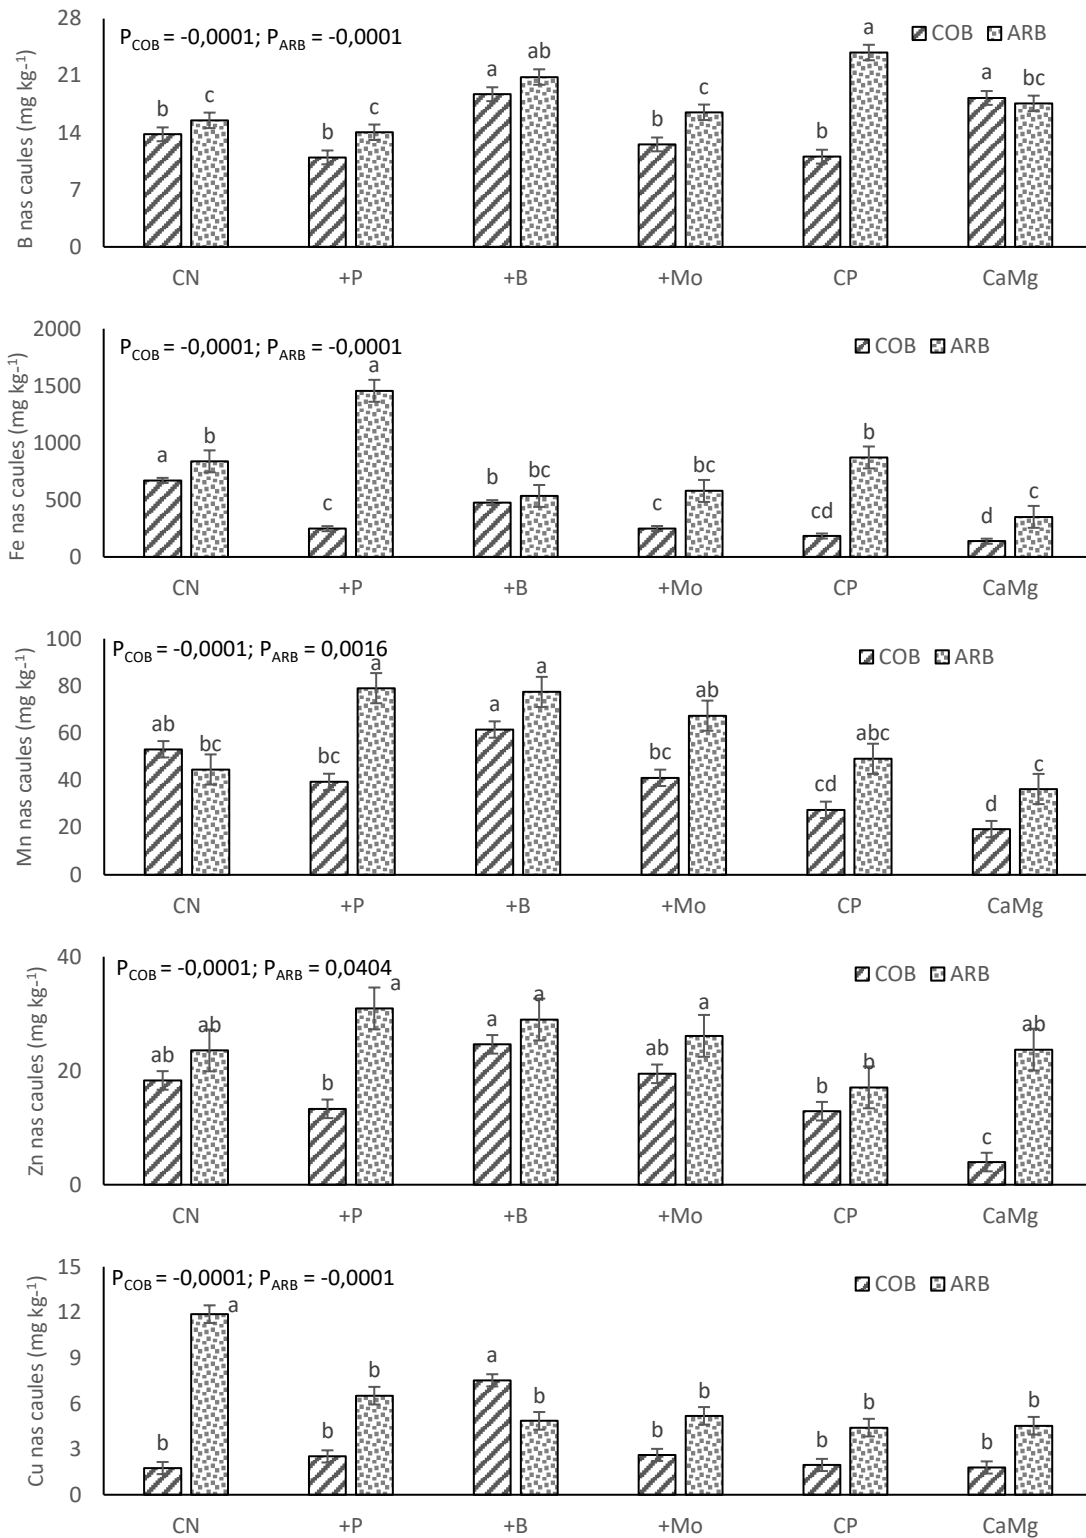 28
P_COB = -0,0001; P_ARB = -0,0001
COB ARB
B nas caules (mg kg⁻¹)
21
14
7
0
b c b c a ab b c b a a bc
CN +P +B +Mo CP CaMg
2000
P_COB = -0,0001; P_ARB = -0,0001
COB ARB
Fe nas caules (mg kg⁻¹)
1500
1000
500
0
a b c a b bc c bc cd b d c
CN +P +B +Mo CP CaMg
100
P_COB = -0,0001; P_ARB = 0,0016
COB ARB
Mn nas caules (mg kg⁻¹)
80
60
40
20
0
ab bc bc a a a bc ab cd abc d c
CN +P +B +Mo CP CaMg
40
P_COB = -0,0001; P_ARB = 0,0404
COB ARB
Zn nas caules (mg kg⁻¹)
20
0
ab ab b a a a ab a b b c ab
CN +P +B +Mo CP CaMg
15
P_COB = -0,0001; P_ARB = -0,0001
COB ARB
Cu nas caules (mg kg⁻¹)
12
9
6
3
0
b a b b a b b b b b b b
CN +P +B +Mo CP CaMg